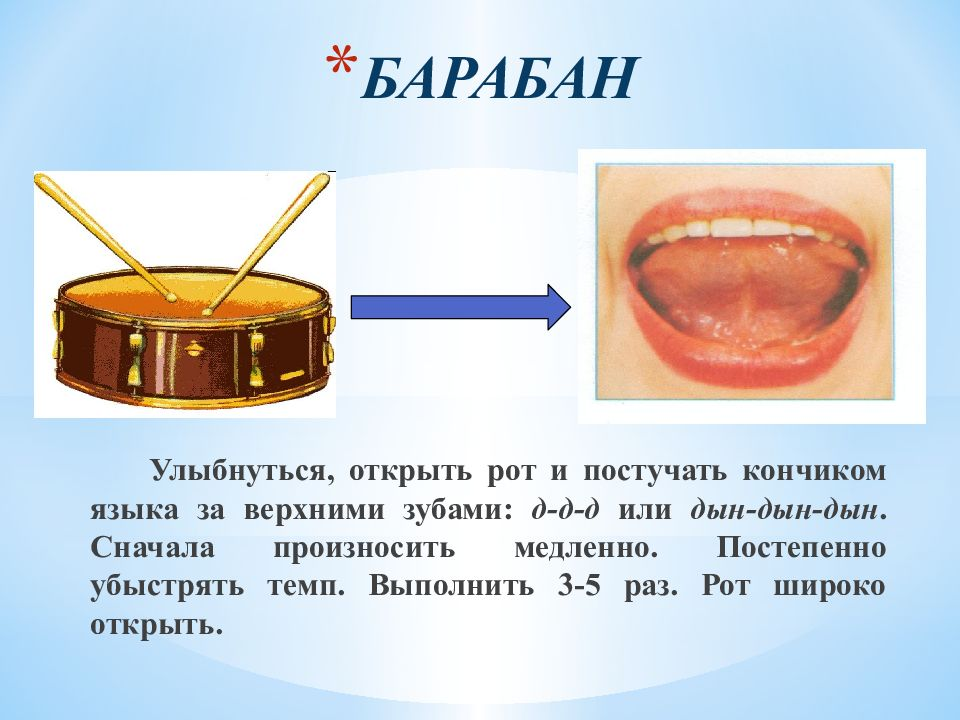 * БАРАБАН
Улыбнуться, открыть рот и постучать кончиком
языка за верхними зубами: д-д-д или дын-дын-дын.
Сначала произносить медленно. Постепенно
убыстрять темп. Выполнить 3-5 раз. Рот широко
открыть.